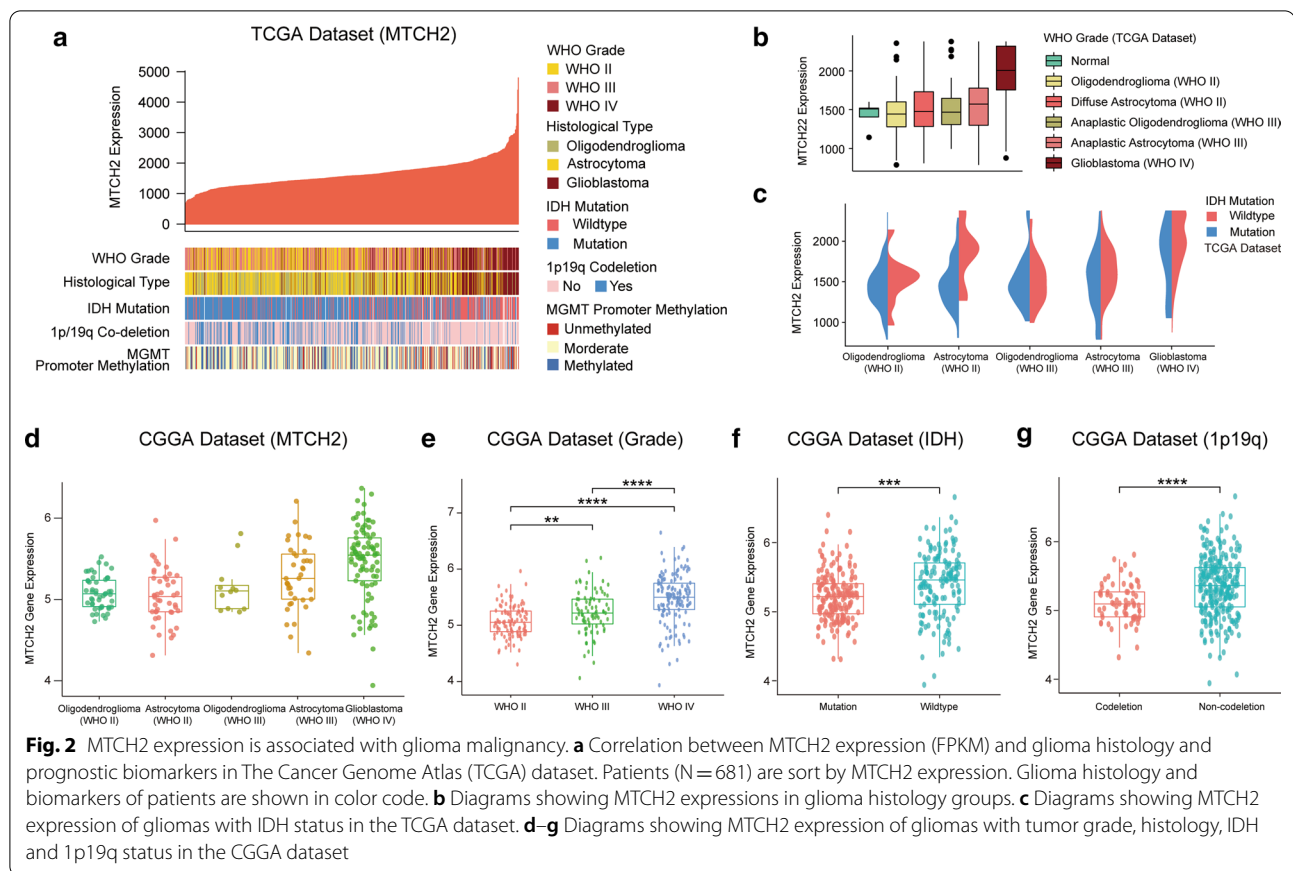 a
TCGA Dataset (MTCH2)
MTCH2 Expression
5000
4000
3000
2000
1000
0
WHO Grade
Histological Type
IDH Mutation
1p/19q Co-deletion
MGMT
Promoter Methylation
WHO Grade
WHO II
WHO III
WHO IV
Histological Type
Oligodendroglioma
Astrocytoma
Glioblastoma
IDH Mutation
Wildtype
Mutation
1p19q Codeletion
No Yes
MGMT Promoter Methylation
Unmethylated
Morderate
Methylated
b
MTCH22 Expression
2000
1500
1000
WHO Grade (TCGA Dataset)
Normal
Oligodendroglioma (WHO II)
Diffuse Astrocytoma (WHO II)
Anaplastic Oligodendroglioma (WHO III)
Anaplastic Astrocytoma (WHO III)
Glioblastoma (WHO IV)
c
MTCH2 Expression
2000
1500
1000
Oligodendroglioma Astrocytoma Oligodendroglioma Astrocytoma Glioblastoma
(WHO II) (WHO II) (WHO III) (WHO III) (WHO IV)
IDH Mutation
Wildtype
Mutation
TCGA Dataset
d
CGGA Dataset (MTCH2)
MTCH2 Gene Expression
6
5
4
Oligodendroglioma Astrocytoma Oligodendroglioma Astrocytoma Glioblastoma
(WHO II) (WHO II) (WHO III) (WHO III) (WHO IV)
e
CGGA Dataset (Grade)
MTCH2 Gene Expression
7
6
5
4
****
****
**
WHO II WHO III WHO IV
f
CGGA Dataset (IDH)
MTCH2 Gene Expression
7
6
5
4
***
Mutation Wildtype
g
CGGA Dataset (1p19q)
MTCH2 Gene Expression
7
6
5
4
****
Codeletion Non-codeletion
Fig. 2 MTCH2 expression is associated with glioma malignancy. a Correlation between MTCH2 expression (FPKM) and glioma histology and
prognostic biomarkers in The Cancer Genome Atlas (TCGA) dataset. Patients (N = 681) are sort by MTCH2 expression. Glioma histology and
biomarkers of patients are shown in color code. b Diagrams showing MTCH2 expressions in glioma histology groups. c Diagrams showing MTCH2
expression of gliomas with IDH status in the TCGA dataset. d–g Diagrams showing MTCH2 expression of gliomas with tumor grade, histology, IDH
and 1p19q status in the CGGA dataset